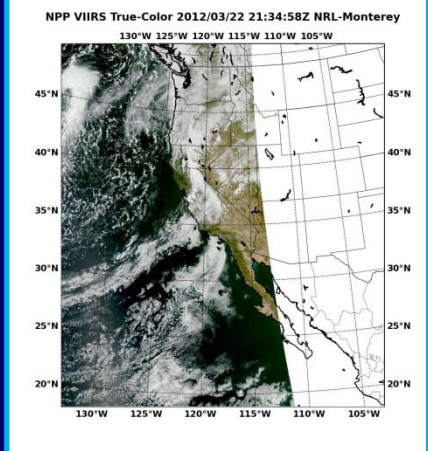 NPP VIIRS True-Color 2012/03/22 21:34:58Z NRL-Monterey
130°W 125°W 120°W 115°W 110°W 105°W
45°N 45°N
40°N 40°N
35°N 35°N
30°N 30°N
25°N 25°N
20°N 20°N
130°W 125°W 120°W 115°W 110°W 105°W